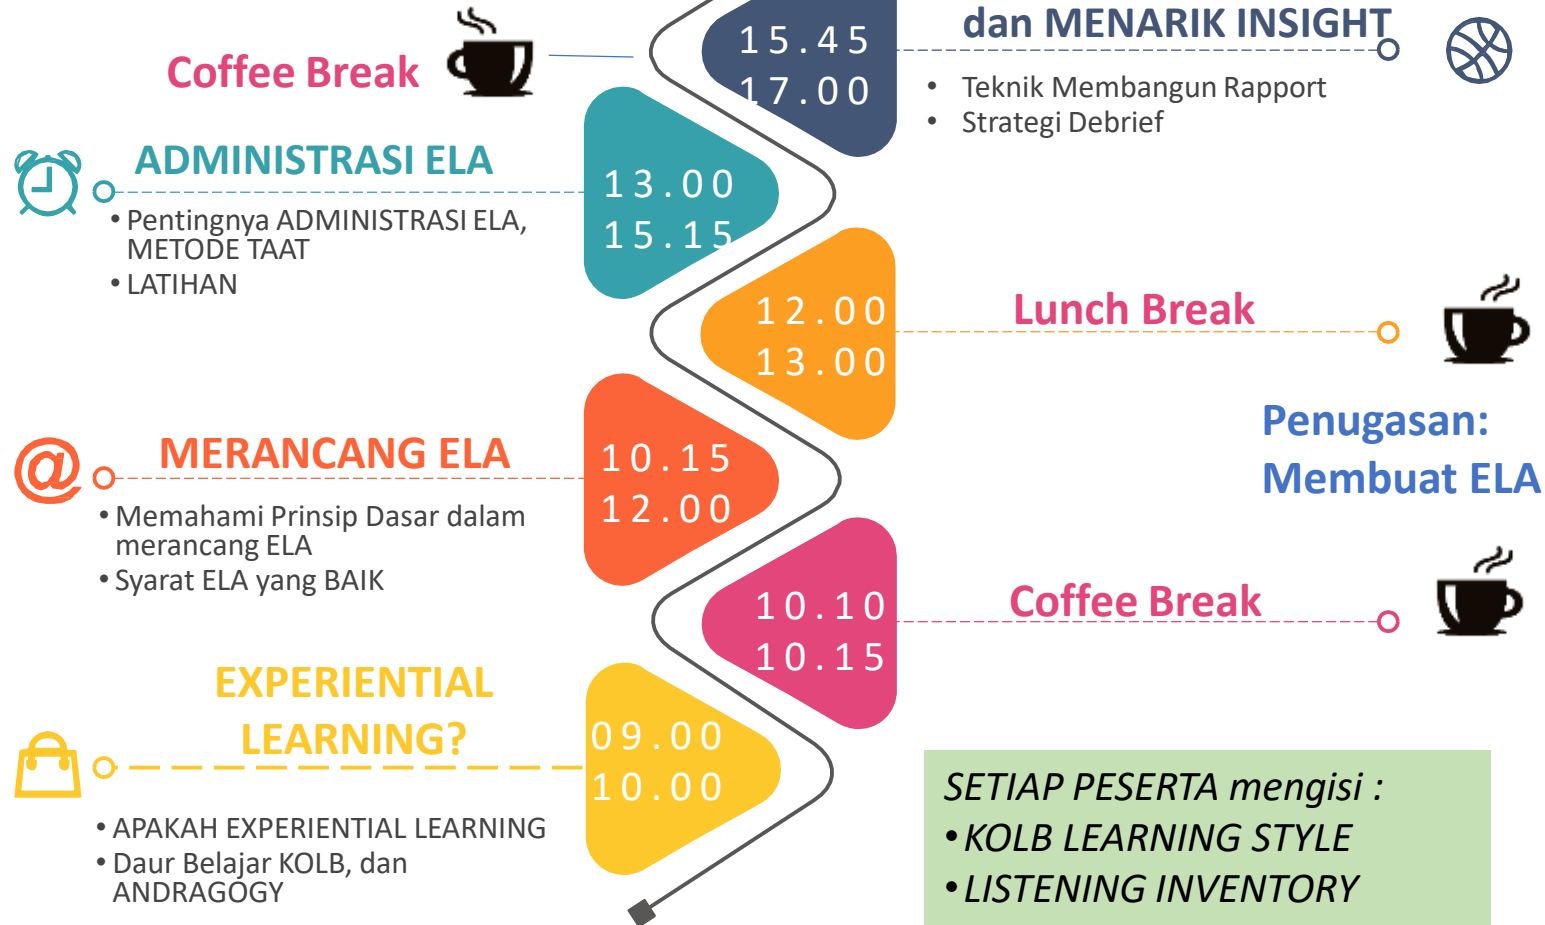 dan MENARIK INSIGHT
15.45
17.00
• Teknik Membangun Rapport
• Strategi Debrief
Coffee Break
ADMINISTRASI ELA
13.00
15.15
• Pentingnya ADMINISTRASI ELA,
METODE TAAT
• LATIHAN
12.00
13.00
Lunch Break
Penugasan:
Membuat ELA
@
MERANCANG ELA
10.15
12.00
• Memahami Prinsip Dasar dalam
merancang ELA
• Syarat ELA yang BAIK
10.10
10.15
Coffee Break
EXPERIENTIAL
LEARNING?
09.00
10.00
• APAKAH EXPERIENTIAL LEARNING
• Daur Belajar KOLB, dan
ANDRAGOGY
SETIAP PESERTA mengisi :
• KOLB LEARNING STYLE
• LISTENING INVENTORY